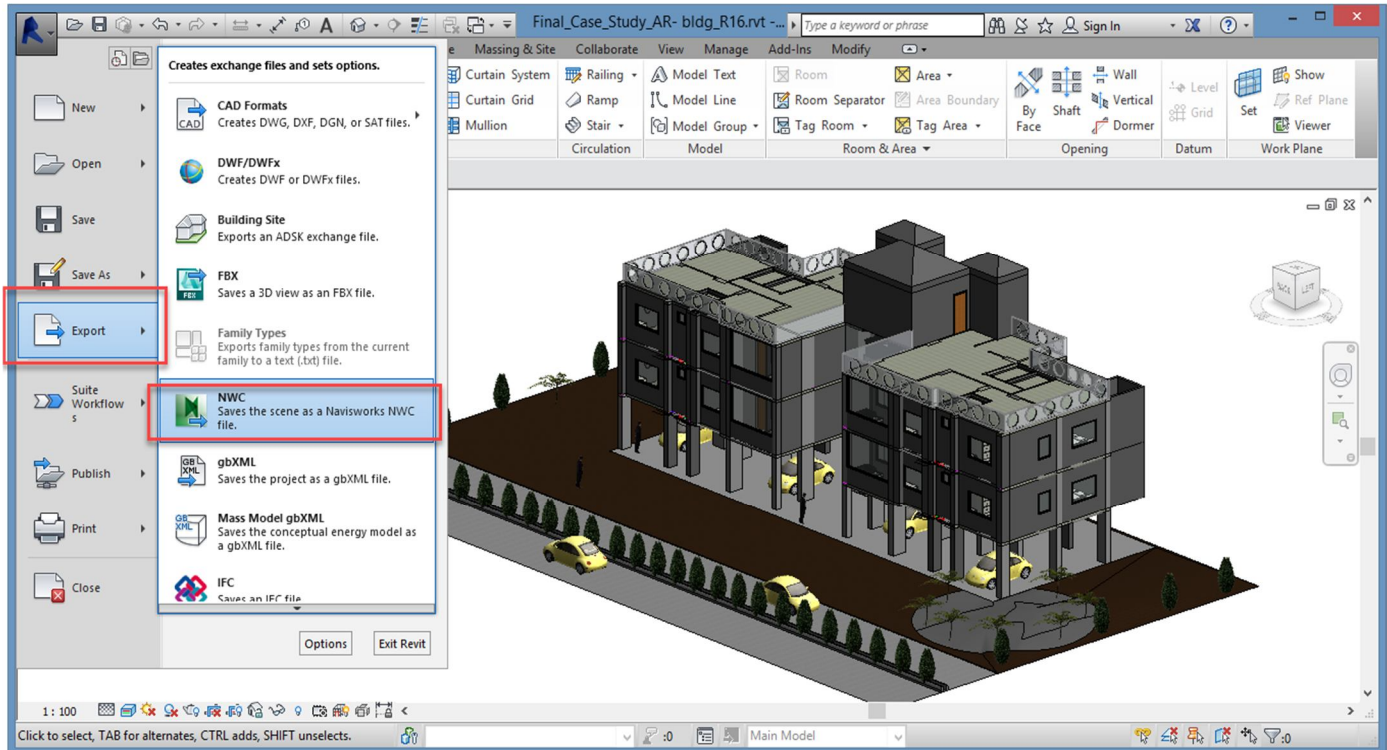 Final_Case_Study_AR- bldg_R16.rvt -...
Type a keyword or phrase
Sign In
e Massing & Site Collaborate View Manage Add-Ins Modify
Creates exchange files and sets options.
New
Open
Save
Save As
Export
Suite
Workflow
s
Publish
Print
Close
CAD Formats
Creates DWG, DXF, DGN, or SAT files.
DWF/DWFx
Creates DWF or DWFx files.
Building Site
Exports an ADSK exchange file.
FBX
Saves a 3D view as an FBX file.
Family Types
Exports family types from the current
family to a text (.txt) file.
NWC
Saves the scene as a Navisworks NWC
file.
gbXML
Saves the project as a gbXML file.
Mass Model gbXML
Saves the conceptual energy model as
a gbXML file.
IFC
Saves an IFC file
Options Exit Revit
Curtain System
Curtain Grid
Mullion
Railing
Ramp
Stair
Circulation
Model Text
Model Line
Model Group
Model
Room
Room Separator
Tag Room
Area
Area Boundary
Tag Area
Room & Area
By
Face
Shaft
Wall
Vertical
Dormer
Opening
Level
Grid
Datum
Set
Show
Ref Plane
Viewer
Work Plane
BACK LEFT
1 : 100
Click to select, TAB for alternates, CTRL adds, SHIFT unselects.
:0
Main Model
:0